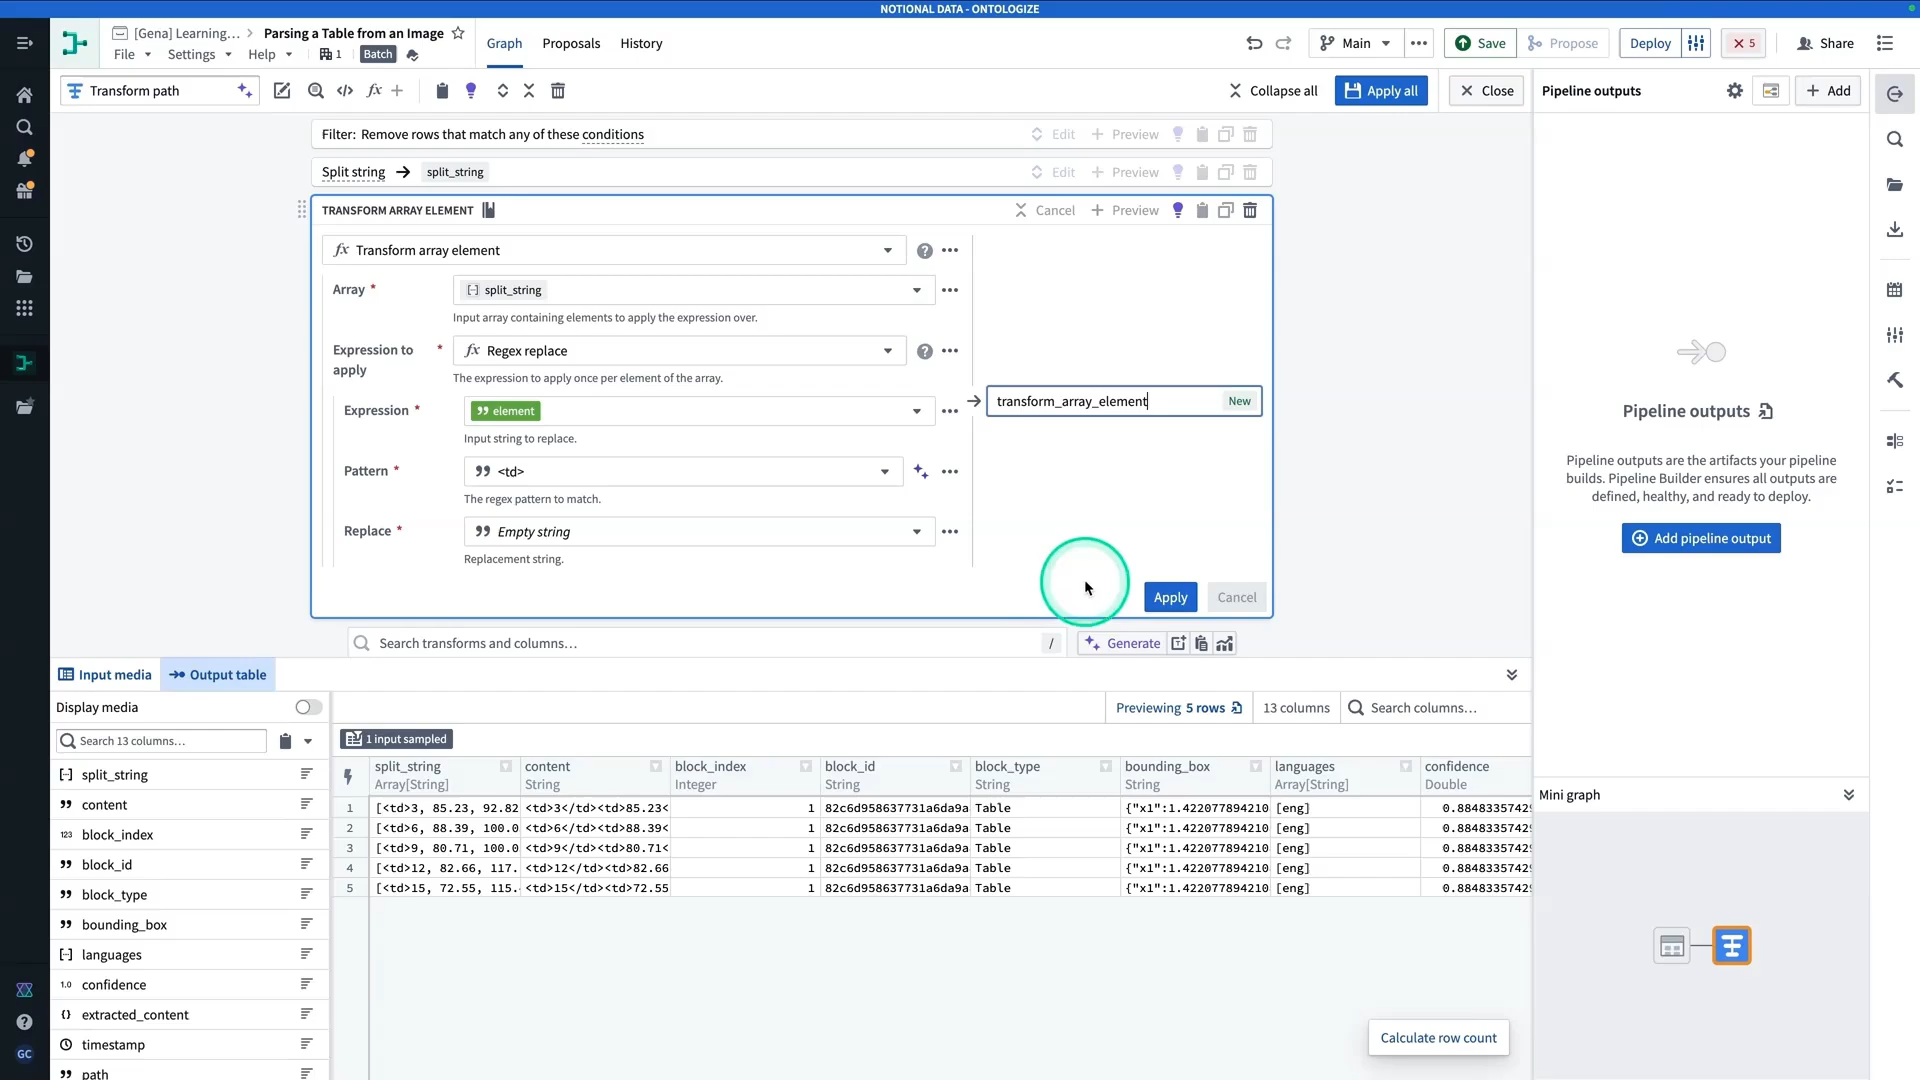 NOTIONAL DATA - ONTOLOGIZE
[Gena] Learning... > Parsing a Table from an Image
File Settings Help 1 Batch
Graph Proposals History
Main
Save
Propose
Deploy
5
Share
Transform path
Collapse all
Apply all
Close
Pipeline outputs
Add
Filter: Remove rows that match any of these conditions
Edit Preview
Split string → split_string
Edit Preview
TRANSFORM ARRAY ELEMENT
Cancel Preview
fx Transform array element
Array *
[-] split_string
Input array containing elements to apply the expression over.
Expression to apply *
fx Regex replace
The expression to apply once per element of the array.
Expression *
element
Input string to replace.
transform_array_element New
Pattern *
<td>
The regex pattern to match.
Replace *
Empty string
Replacement string.
Apply
Cancel
Search transforms and columns... /
Generate
Pipeline outputs
Pipeline outputs are the artifacts your pipeline
builds. Pipeline Builder ensures all outputs are
defined, healthy, and ready to deploy.
Add pipeline output
Input media
Output table
Display media
Previewing 5 rows
13 columns
Search columns...
Search 13 columns...
1 input sampled
split_string
content
block_index
block_id
block_type
bounding_box
languages
confidence
extracted_content
timestamp
path
split_string content block_index block_id block_type bounding_box languages confidence
Array[String] String Integer String String String Array[String] Double
1 [<td>3, 85.23, 92.82 <td>3</td><td>85.23< 1 82c6d958637731a6da9a Table {"x1":1.422077894210 [eng] 0.8848335742
2 [<td>6, 88.39, 100.0 <td>6</td><td>88.39< 1 82c6d958637731a6da9a Table {"x1":1.422077894210 [eng] 0.8848335742
3 [<td>9, 80.71, 100.0 <td>9</td><td>80.71< 1 82c6d958637731a6da9a Table {"x1":1.422077894210 [eng] 0.8848335742
4 [<td>12, 82.66, 117. <td>12</td><td>82.66 1 82c6d958637731a6da9a Table {"x1":1.422077894210 [eng] 0.8848335742
5 [<td>15, 72.55, 115. <td>15</td><td>72.55 1 82c6d958637731a6da9a Table {"x1":1.422077894210 [eng] 0.8848335742
Mini graph
Calculate row count
GC